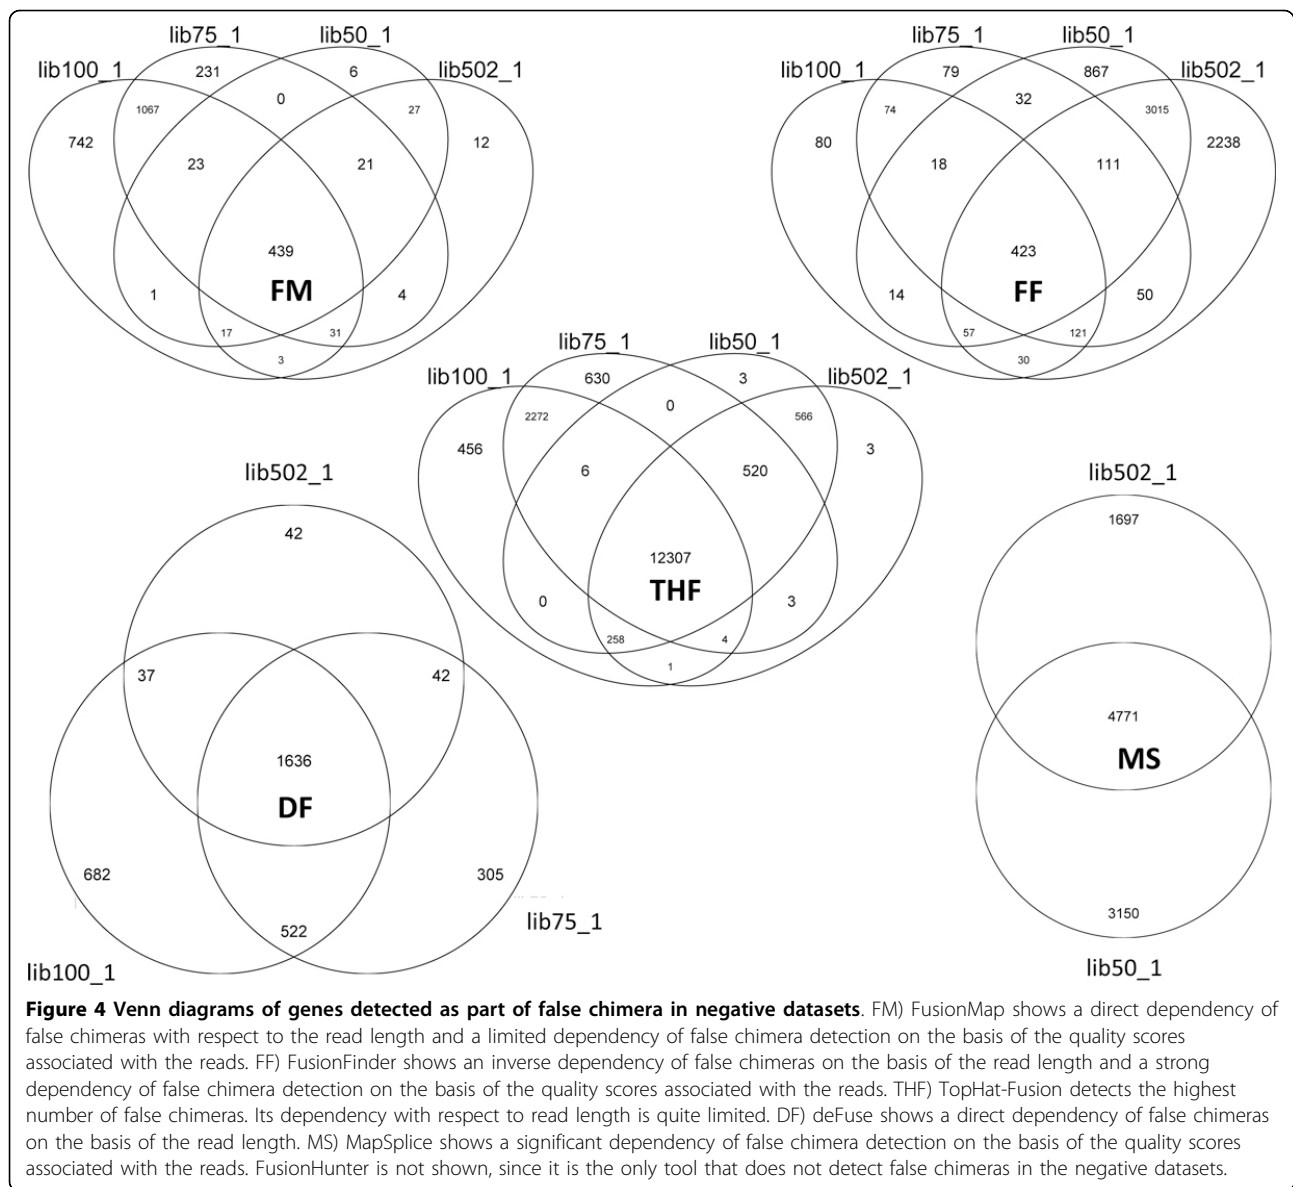 lib75_1 lib50_1
lib100_1 lib502_1
231 6
0
1067 27
742 12
23 21
439
FM
1 4
17 31
3
lib75_1 lib50_1
lib100_1 lib502_1
79 867
32
74 3015
80 2238
18 111
423
FF
14 50
57 121
30
lib75_1 lib50_1
lib100_1 lib502_1
630 3
0
2272 566
456 3
6 520
12307
THF
0 3
258 4
1
lib502_1
42
37 42
1636
DF
682 305
522
lib75_1
lib100_1
lib502_1
1697
4771
MS
3150
lib50_1
Figure 4 Venn diagrams of genes detected as part of false chimera in negative datasets. FM) FusionMap shows a direct dependency of
false chimeras with respect to the read length and a limited dependency of false chimera detection on the basis of the quality scores
associated with the reads. FF) FusionFinder shows an inverse dependency of false chimeras on the basis of the read length and a strong
dependency of false chimera detection on the basis of the quality scores associated with the reads. THF) TopHat-Fusion detects the highest
number of false chimeras. Its dependency with respect to read length is quite limited. DF) deFuse shows a direct dependency of false chimeras
on the basis of the read length. MS) MapSplice shows a significant dependency of false chimera detection on the basis of the quality scores
associated with the reads. FusionHunter is not shown, since it is the only tool that does not detect false chimeras in the negative datasets.